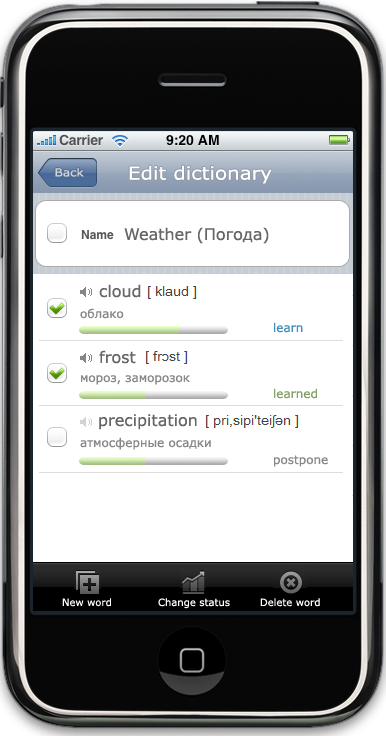 Carrier 9:20 AM
Back Edit dictionary
Name Weather (Погода)
cloud [ klaud ]
облако
learn
frost [ frɔst ]
мороз, заморозок
learned
precipitation [ pri,sipi'teiʃən ]
атмосферные осадки
postpone
New word Change status Delete word